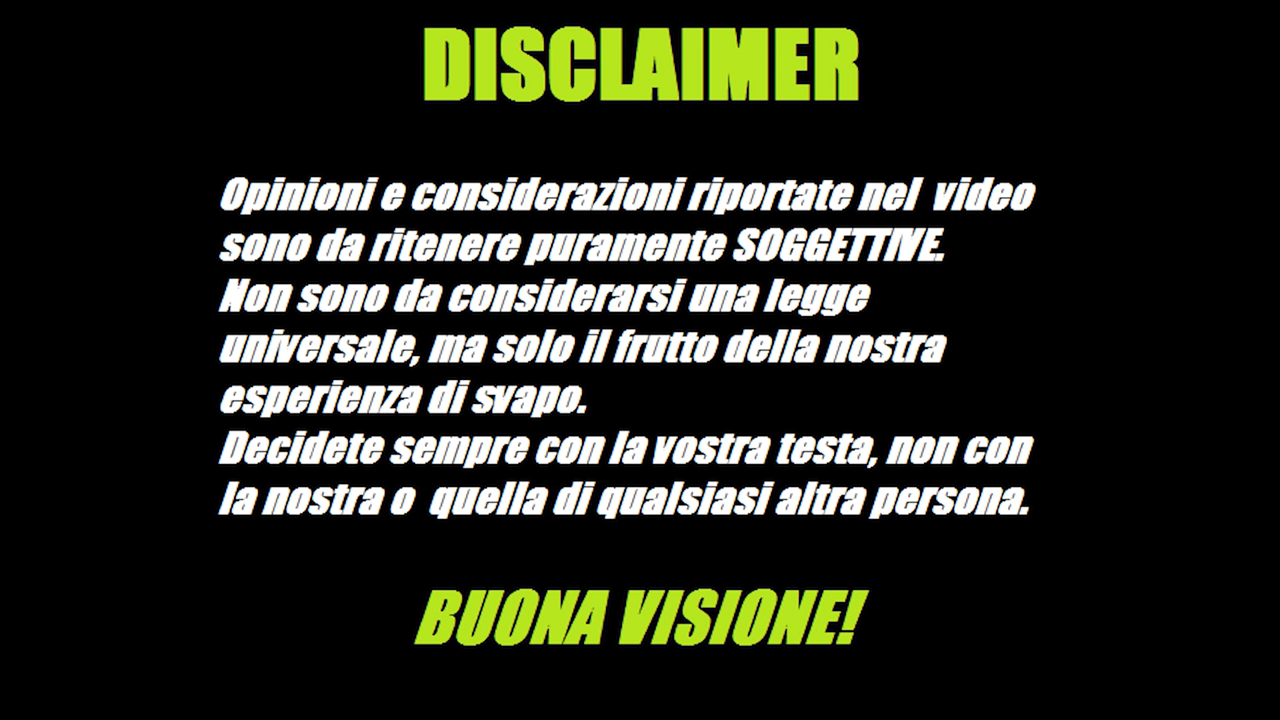 DISCLAIMER
Opinioni e considerazioni riportate nel video
sono da ritenere puramente SOGGETTIVE.
Non sono da considerarsi una legge
universale, ma solo il frutto della nostra
esperienza di svapo.
Decidete sempre con la vostra testa, non con
la nostra o quella di qualsiasi altra persona.
BUONA VISIONE!